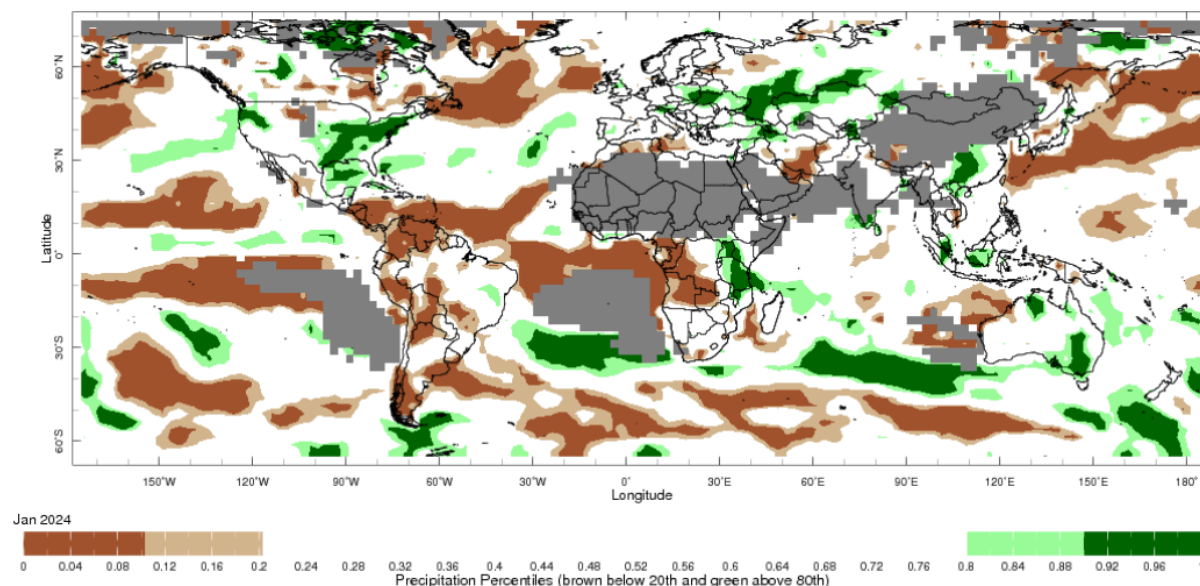 60°N
30°N
0°
30°S
60°S
Latitude
150°W 120°W 90°W 60°W 30°W 0° 30°E 60°E 90°E 120°E 150°E 180°
Longitude
Jan 2024
0 0.04 0.08 0.12 0.16 0.2 0.24 0.28 0.32 0.36 0.4 0.44 0.48 0.52 0.56 0.6 0.64 0.68 0.72 0.76 0.8 0.84 0.88 0.92 0.96
Precipitation Percentiles (brown below 20th and green above 80th)